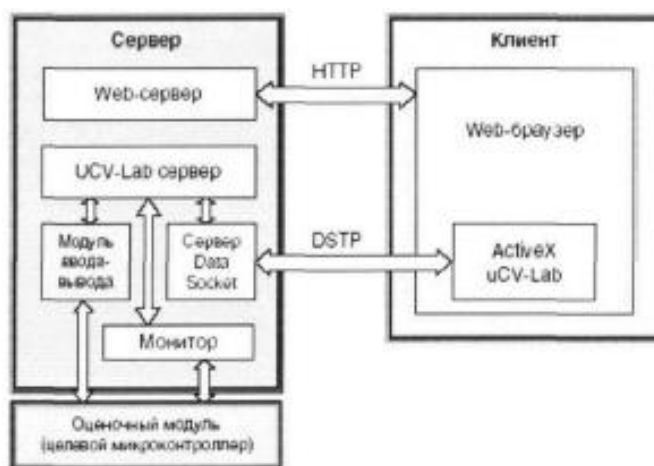 Сервер
Клиент
HTTP
Web-сервер
Web-браузер
UCV-Lab сервер
Модуль
ввода-
вывода
Сервер
Data
Socket
DSTP
ActiveX
uCV-Lab
Монитор
Оценочный модуль
(целевой микроконтроллер)